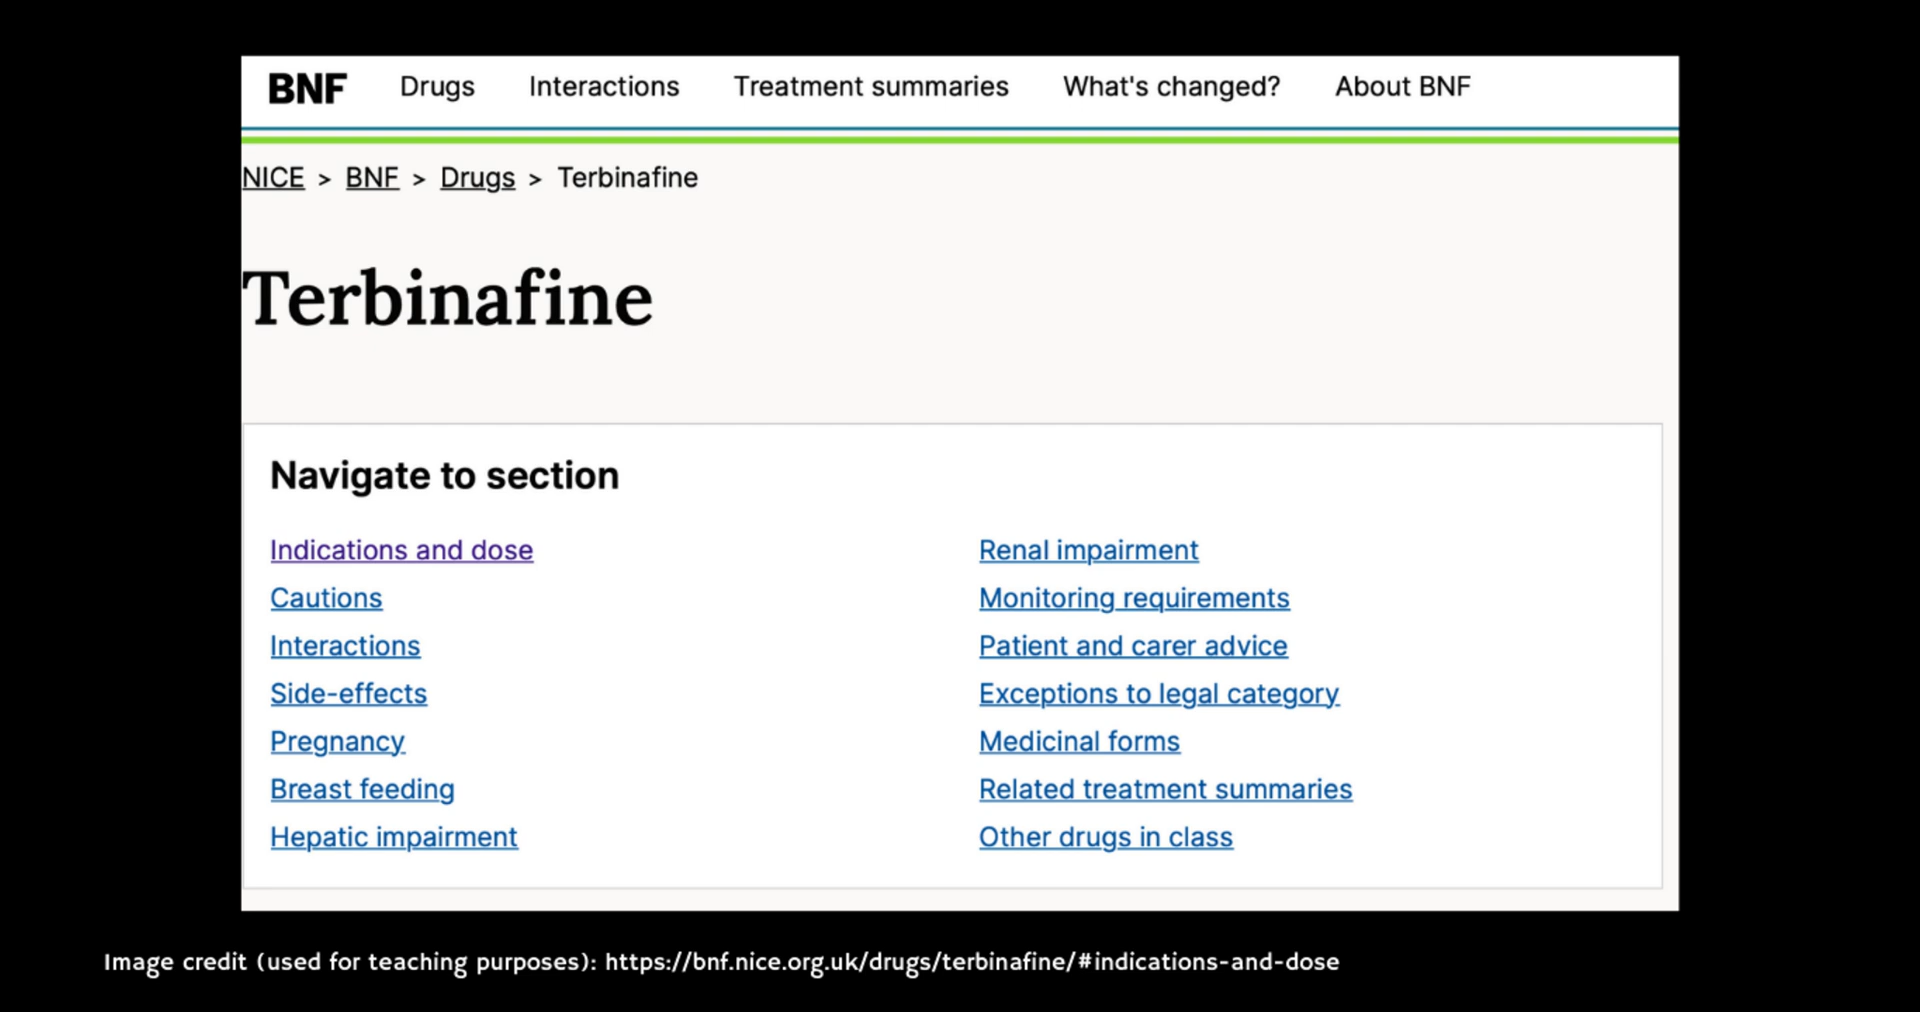 BNF Drugs Interactions Treatment summaries What's changed? About BNF
NICE > BNF > Drugs > Terbinafine
Terbinafine
Navigate to section
Indications and dose
Cautions
Interactions
Side-effects
Pregnancy
Breast feeding
Hepatic impairment
Renal impairment
Monitoring requirements
Patient and carer advice
Exceptions to legal category
Medicinal forms
Related treatment summaries
Other drugs in class
Image credit (used for teaching purposes): https://bnf.nice.org.uk/drugs/terbinafine/#indications-and-dose